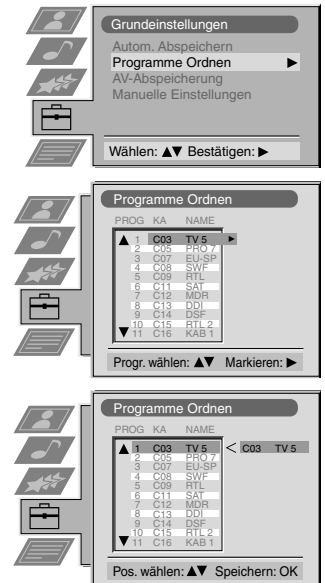 Grundeinstellungen
Autom. Abspeichern
Programme Ordnen ▶
AV-Abspeicherung
Manuelle Einstellungen
Wählen: ▲▼ Bestätigen: ▶
Programme Ordnen
PROG KA NAME
▲ 1 C03 TV 5 ▶
2 C05 PRO 7
3 C07 EU-SP
4 C08 SWF
5 C09 RTL
6 C11 SAT
7 C12 MDR
8 C13 DDI
9 C14 DSF
10 C15 RTL 2
▼ 11 C16 KAB 1
Progr. wählen: ▲▼ Markieren: ▶
Programme Ordnen
PROG KA NAME
▲ 1 C03 TV 5 < C03 TV 5
2 C05 PRO 7
3 C07 EU-SP
4 C08 SWF
5 C09 RTL
6 C11 SAT
7 C12 MDR
8 C13 DDI
9 C14 DSF
10 C15 RTL 2
▼ 11 C16 KAB 1
Pos. wählen: ▲▼ Speichern: OK